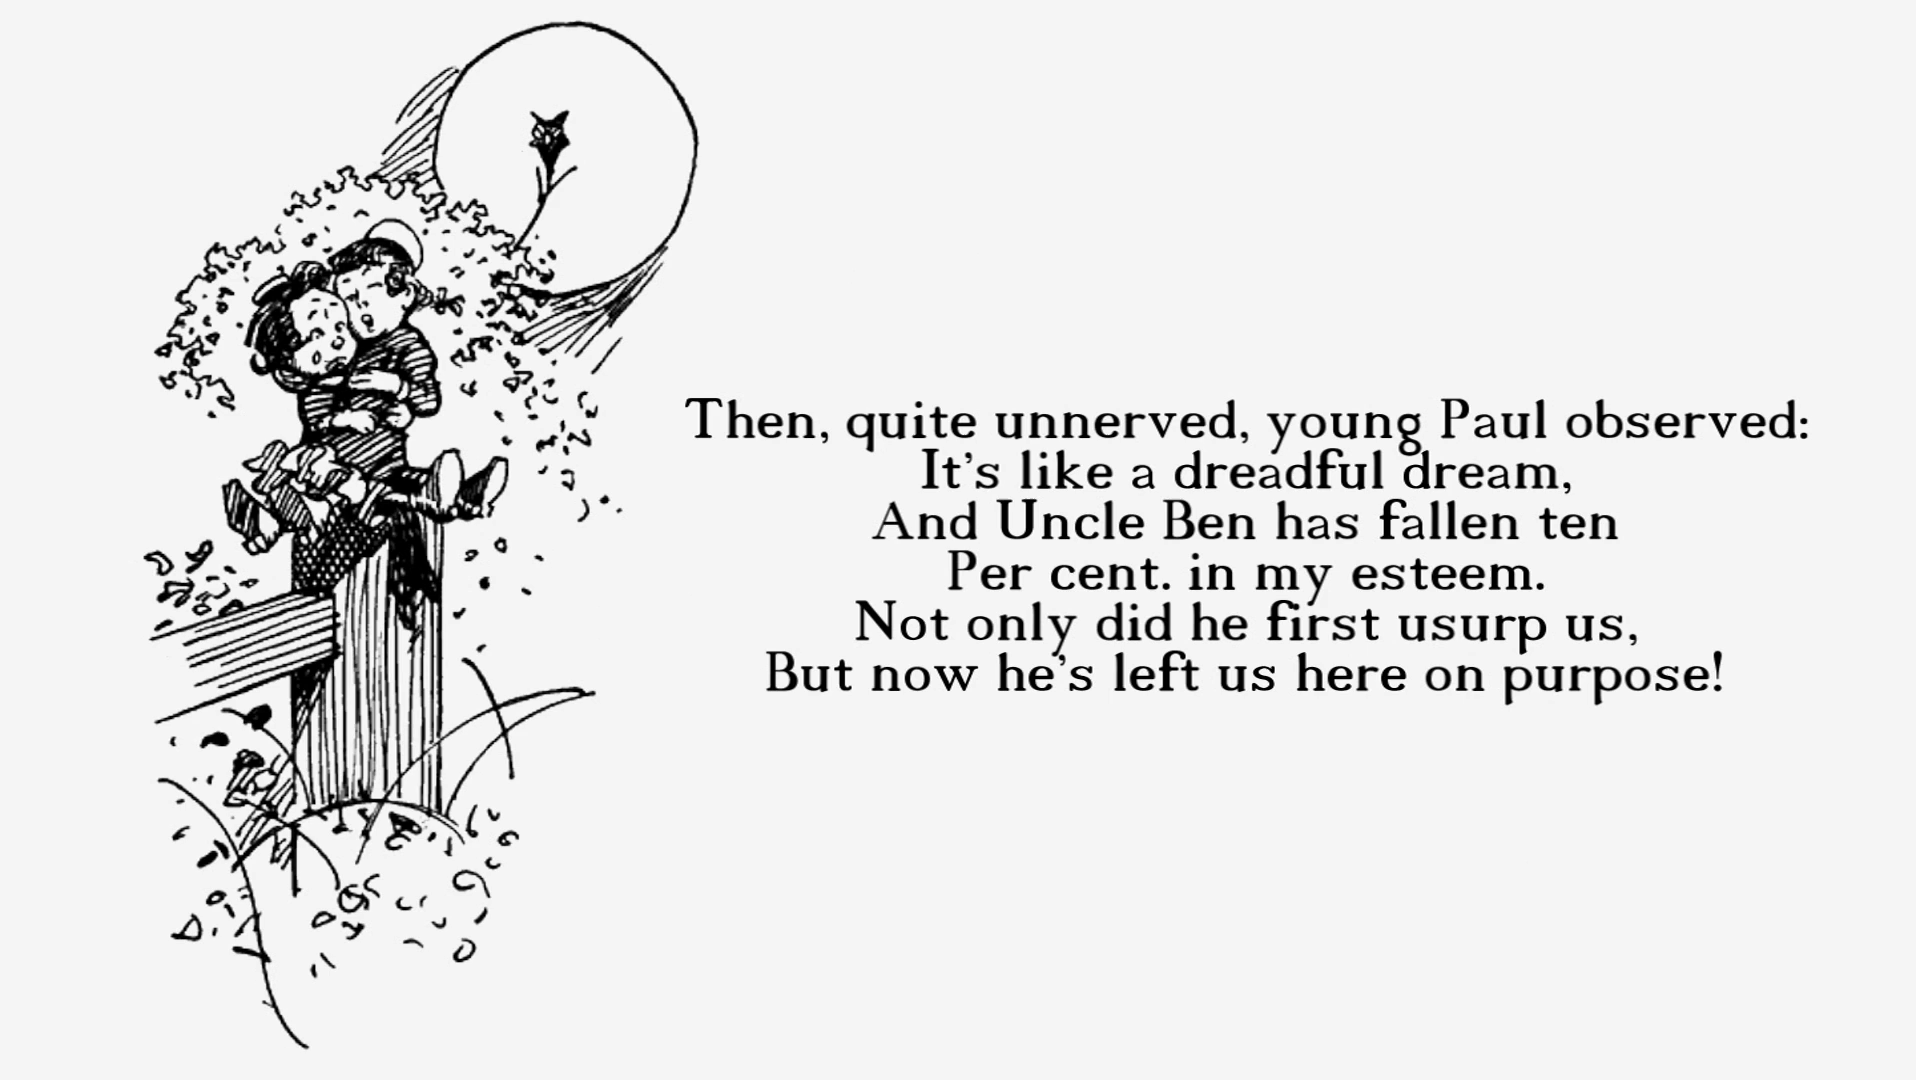 Then, quite unnerved, young Paul observed:
It's like a dreadful dream,
And Uncle Ben has fallen ten
Per cent. in my esteem.
Not only did he first usurp us,
But now he's left us here on purpose!